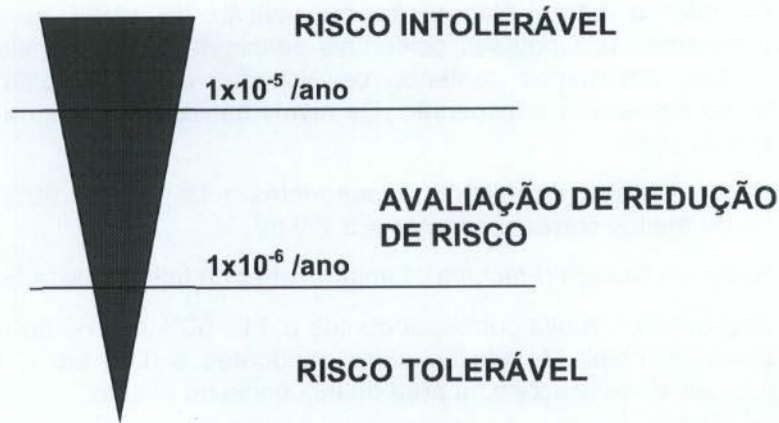 RISCO INTOLERÁVEL
1x10⁻⁵ /ano
AVALIAÇÃO DE REDUÇÃO
DE RISCO
1x10⁻⁶ /ano
RISCO TOLERÁVEL